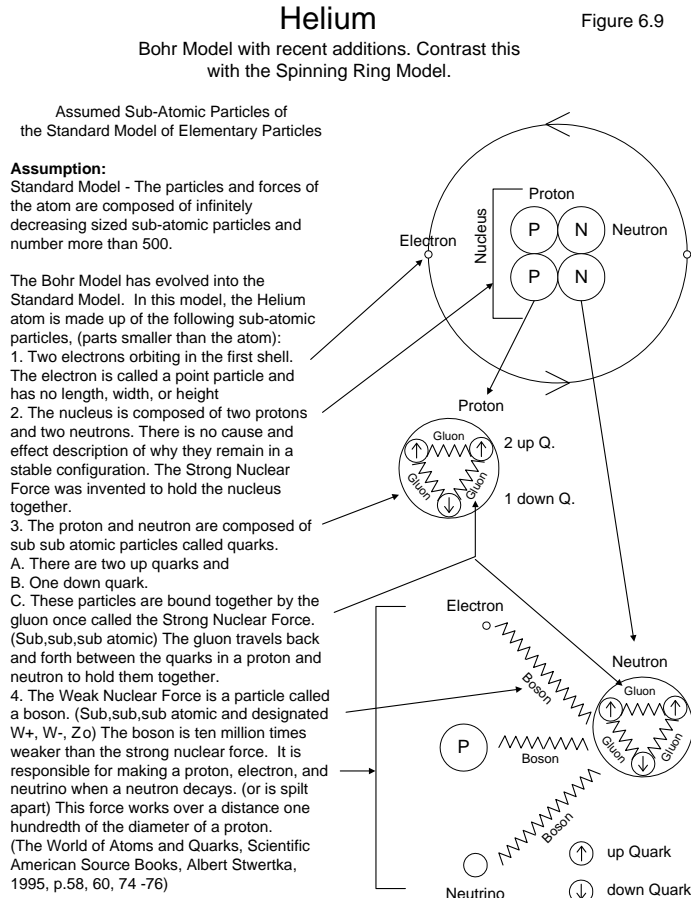 Helium
Figure 6.9
Bohr Model with recent additions. Contrast this
with the Spinning Ring Model.
Assumed Sub-Atomic Particles of
the Standard Model of Elementary Particles
Assumption:
Standard Model - The particles and forces of
the atom are composed of infinitely
decreasing sized sub-atomic particles and
number more than 500.
The Bohr Model has evolved into the
Standard Model.  In this model, the Helium
atom is made up of the following sub-atomic
particles, (parts smaller than the atom):
1. Two electrons orbiting in the first shell.
The electron is called a point particle and
has no length, width, or height
2. The nucleus is composed of two protons
and two neutrons. There is no cause and
effect description of why they remain in a
stable configuration. The Strong Nuclear
Force was invented to hold the nucleus
together.
3. The proton and neutron are composed of
sub sub atomic particles called quarks.
A. There are two up quarks and
B. One down quark.
C. These particles are bound together by the
gluon once called the Strong Nuclear Force.
(Sub,sub,sub atomic) The gluon travels back
and forth between the quarks in a proton and
neutron to hold them together.
4. The Weak Nuclear Force is a particle called
a boson. (Sub,sub,sub atomic and designated
W+, W-, Zo) The boson is ten million times
weaker than the strong nuclear force.  It is
responsible for making a proton, electron, and
neutrino when a neutron decays. (or is spilt
apart) This force works over a distance one
hundredth of the diameter of a proton.
(The World of Atoms and Quarks, Scientific
American Source Books, Albert Stwertka,
1995, p.58, 60, 74 -76)
Electron
Nucleus
Proton
P
N
Neutron
P
N
Proton
Gluon
Gluon
Gluon
2 up Q.
1 down Q.
Electron
Boson
P
Boson
Boson
Neutrino
Neutron
Gluon
Gluon
Gluon
up Quark
down Quark